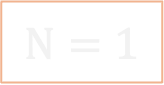 N = 1